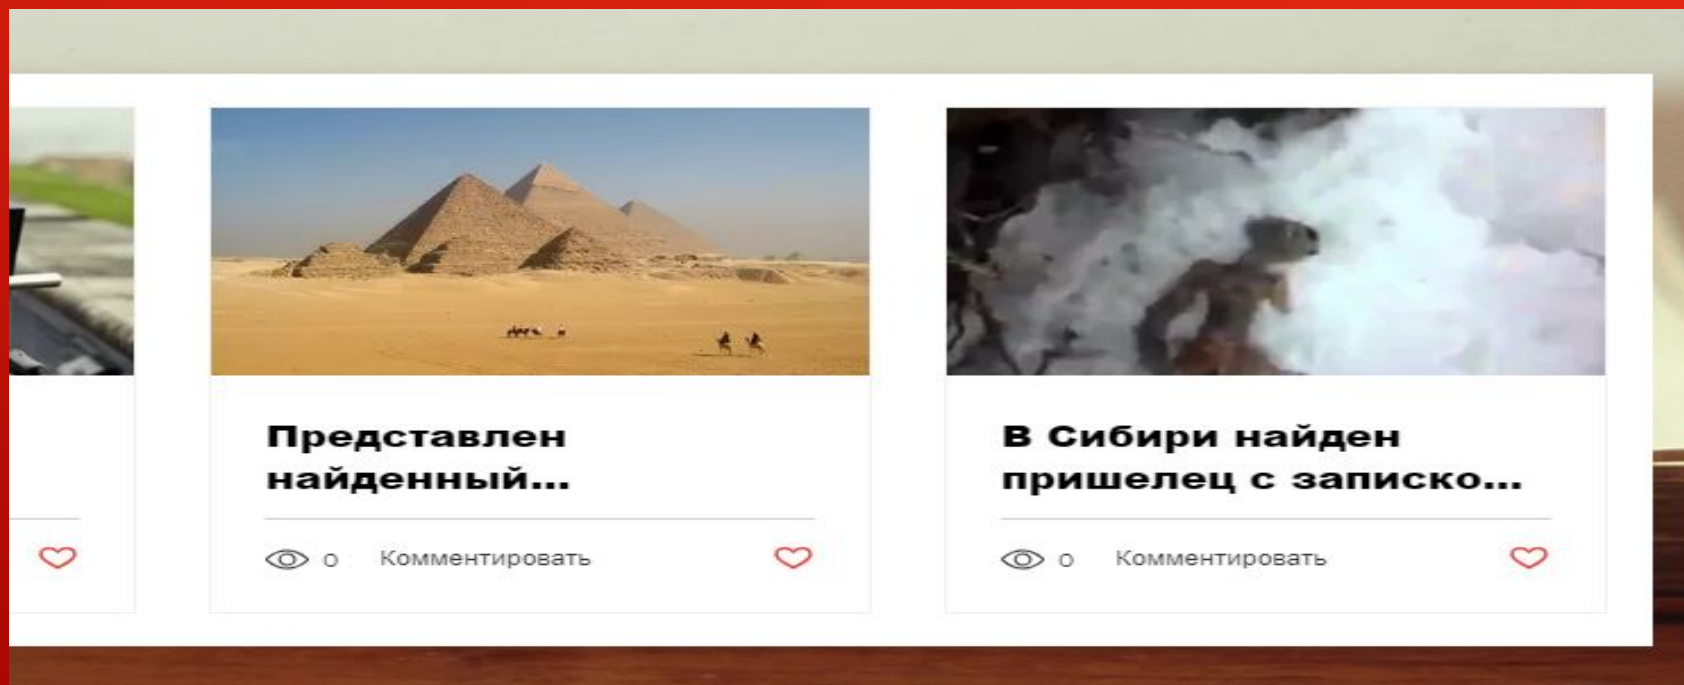 Представлен
найденный...
0 Комментировать
В Сибири найден
пришелец с записко...
0 Комментировать